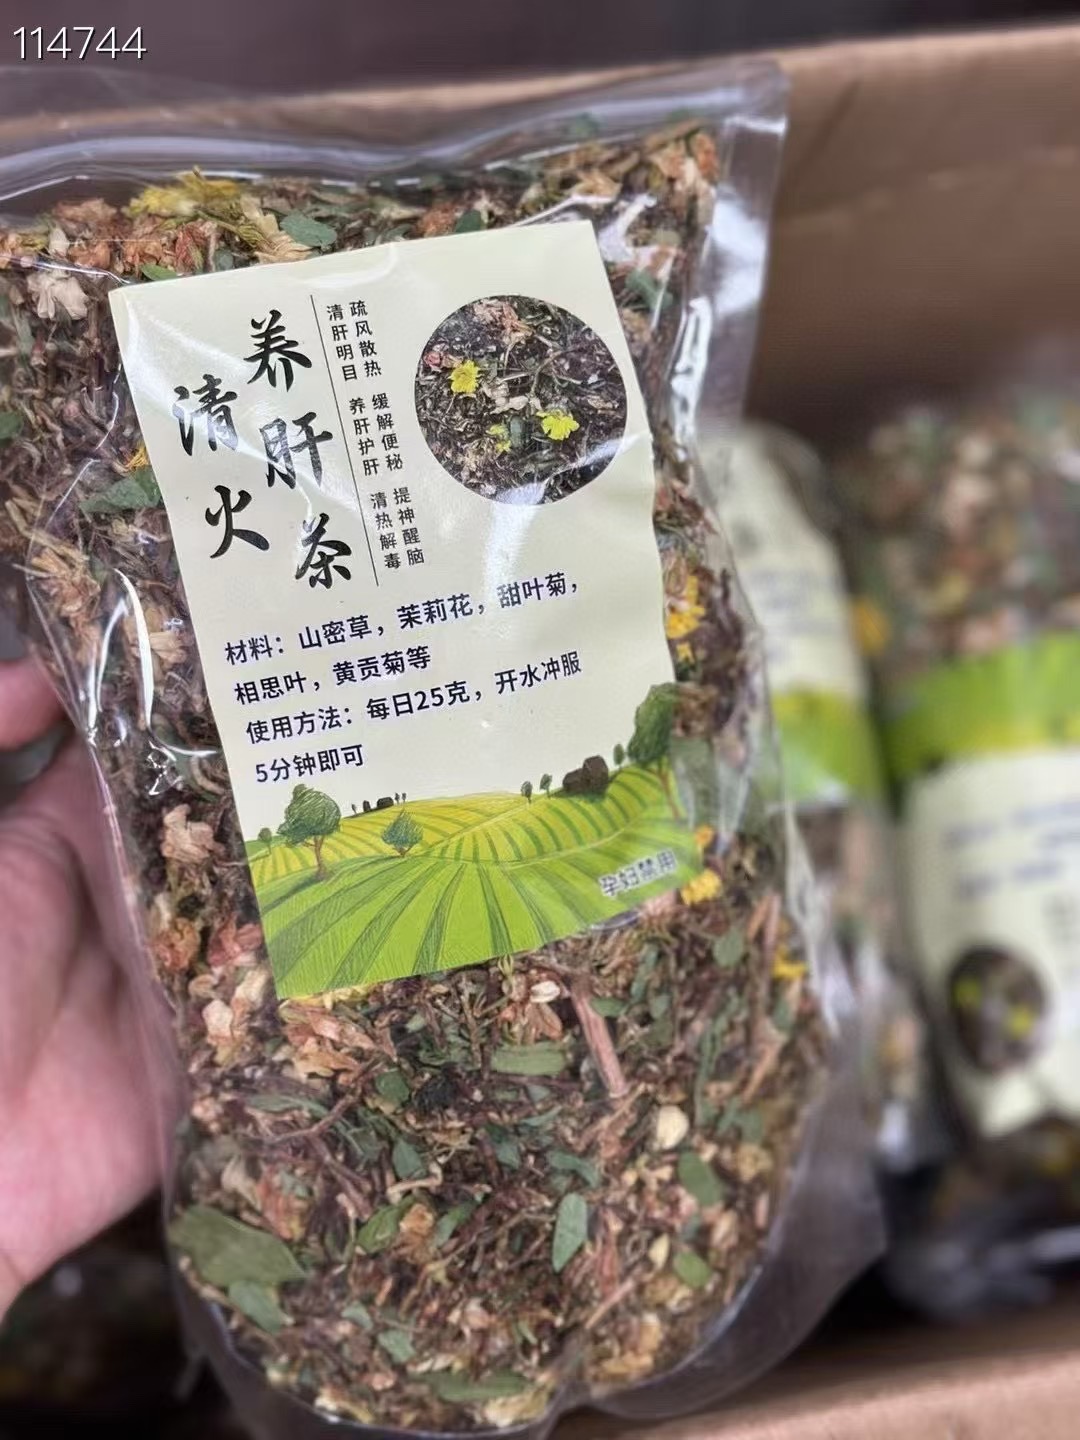 114744
养肝茶
清火
疏风散热 缓解便秘 提神醒脑
清肝明目 养肝护肝 清热解毒
材料：山密草，茉莉花，甜叶菊，
相思叶，黄贡菊等
使用方法：每日25克，开水冲服
5分钟即可
孕妇禁用